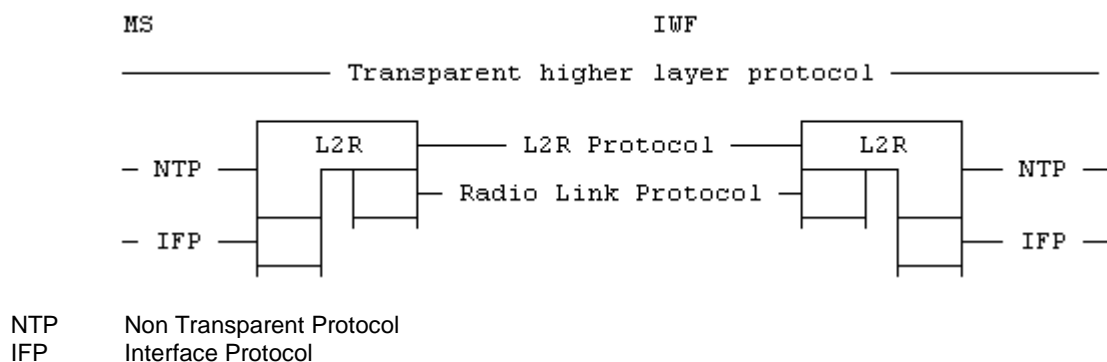 MS IWF
Transparent higher layer protocol
L2R L2R Protocol L2R
NTP NTP
Radio Link Protocol
IFP IFP
NTP Non Transparent Protocol
IFP Interface Protocol